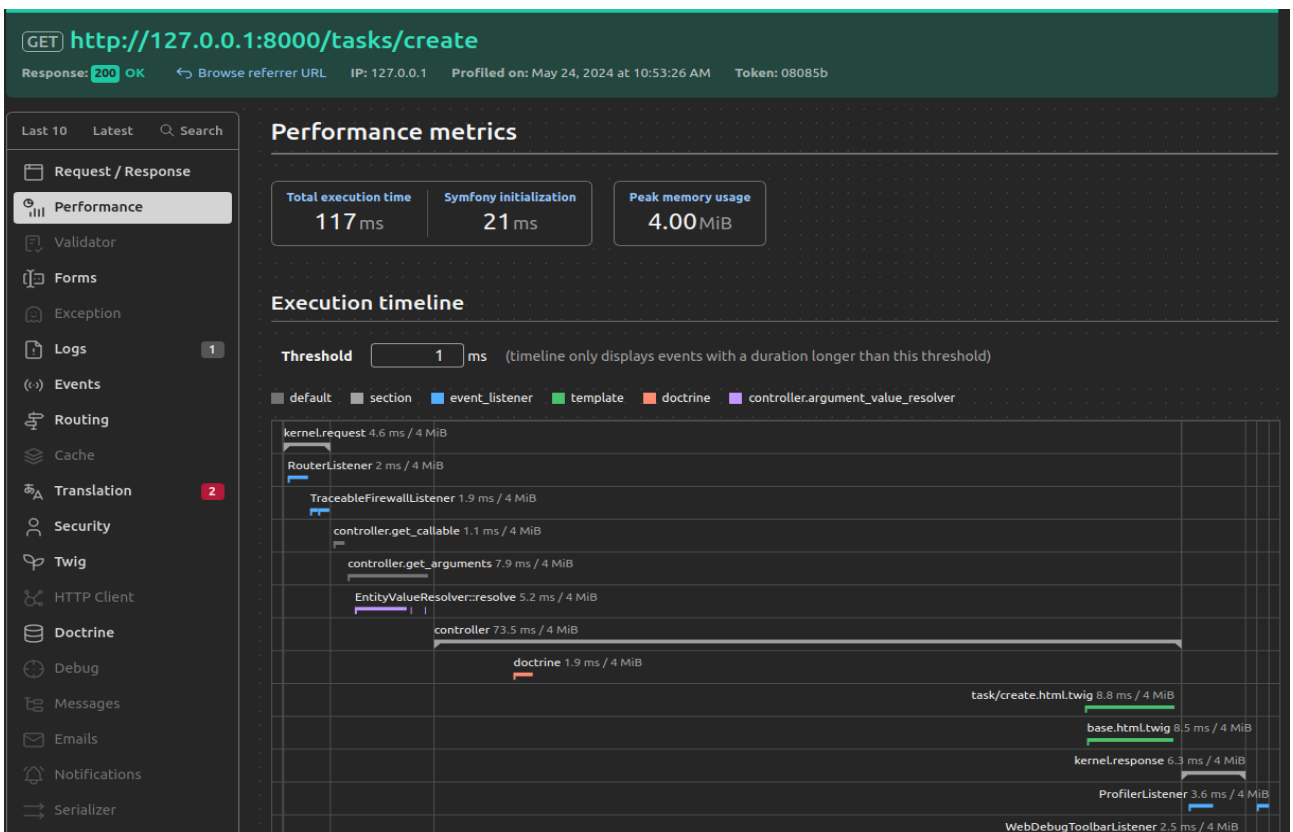 GET http://127.0.0.1:8000/tasks/create
Response: 200 OK Browse referrer URL IP: 127.0.0.1 Profiled on: May 24, 2024 at 10:53:26 AM Token: 08085b
Last 10 Latest Search
Request / Response
Performance
Validator
Forms
Exception
Logs 1
Events
Routing
Cache
Translation 2
Security
Twig
HTTP Client
Doctrine
Debug
Messages
Emails
Notifications
Serializer
Performance metrics
Total execution time Symfony initialization Peak memory usage
117 ms 21 ms 4.00 MiB
Execution timeline
Threshold 1 ms (timeline only displays events with a duration longer than this threshold)
default section event_listener template doctrine controller.argument_value_resolver
kernel.request 4.6 ms / 4 MiB
RouterListener 2 ms / 4 MiB
TraceableFirewallListener 1.9 ms / 4 MiB
controller.get_callable 1.1 ms / 4 MiB
controller.get_arguments 7.9 ms / 4 MiB
EntityValueResolver::resolve 5.2 ms / 4 MiB
controller 73.5 ms / 4 MiB
doctrine 1.9 ms / 4 MiB
task/create.html.twig 8.8 ms / 4 MiB
base.html.twig 8.5 ms / 4 MiB
kernel.response 6.3 ms / 4 MiB
ProfilerListener 3.6 ms / 4 MiB
WebDebugToolbarListener 2.5 ms / 4 MiB